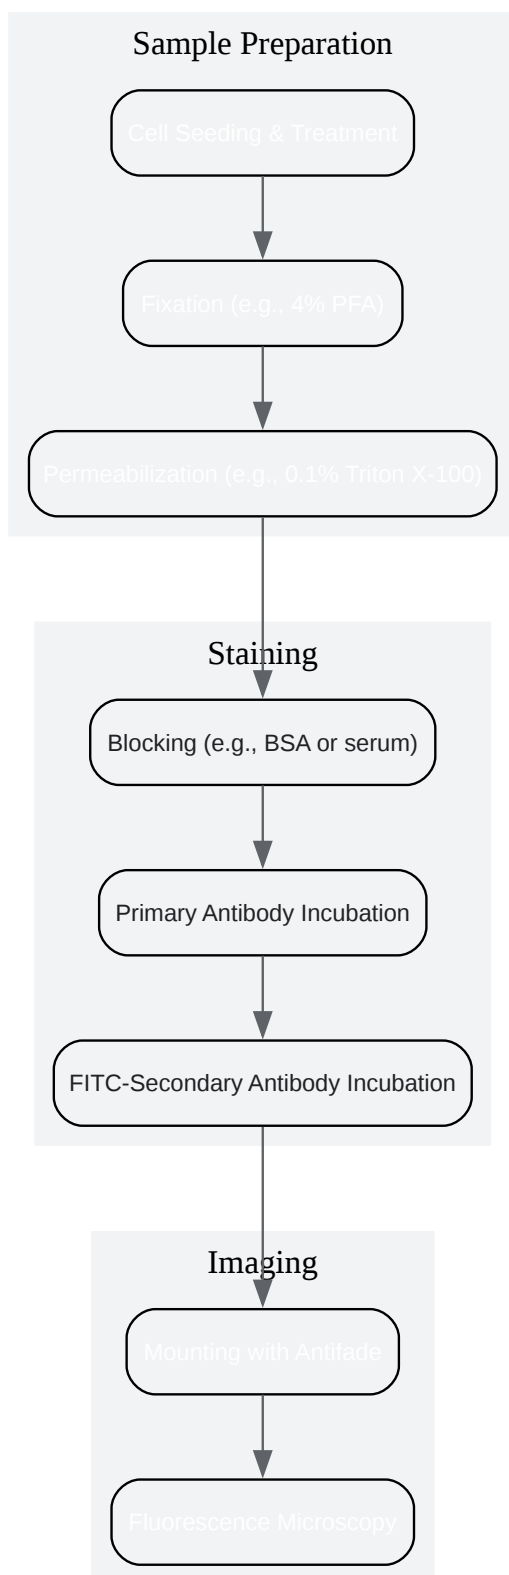 Sample Preparation
Cell Seeding & Treatment
Fixation (e.g., 4% PFA)
Permeabilization (e.g., 0.1% Triton X-100)
Staining
Blocking (e.g., BSA or serum)
Primary Antibody Incubation
FITC-Secondary Antibody Incubation
Imaging
Mounting with Antifade
Fluorescence Microscopy